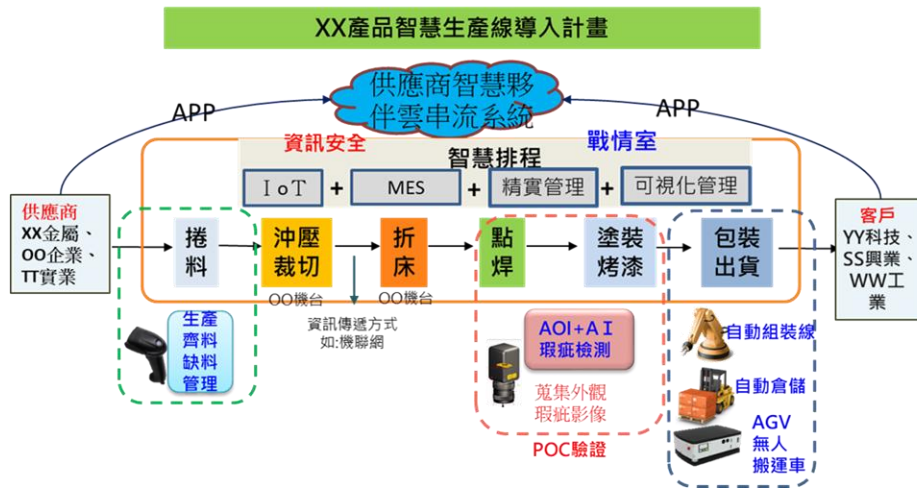 XX產品智慧生產線導入計畫
供應商智慧夥
伴雲串流系統
APP
APP
資訊安全
戰情室
智慧排程
IoT
+
MES
+
精實管理
+
可視化管理
供應商
XX金屬、
OO企業、
TT實業
捲
料
沖壓
裁切
折
床
點
焊
塗裝
烤漆
包裝
出貨
客戶
YY科技、
SS興業、
WW工
業
OO機台
OO機台
資訊傳遞方式
如:機聯網
生產
齊料
缺料
管理
AOI+AI
瑕疵檢測
蒐集外觀
瑕疵影像
POC驗證
自動組裝線
自動倉儲
AGV
無人
搬運車